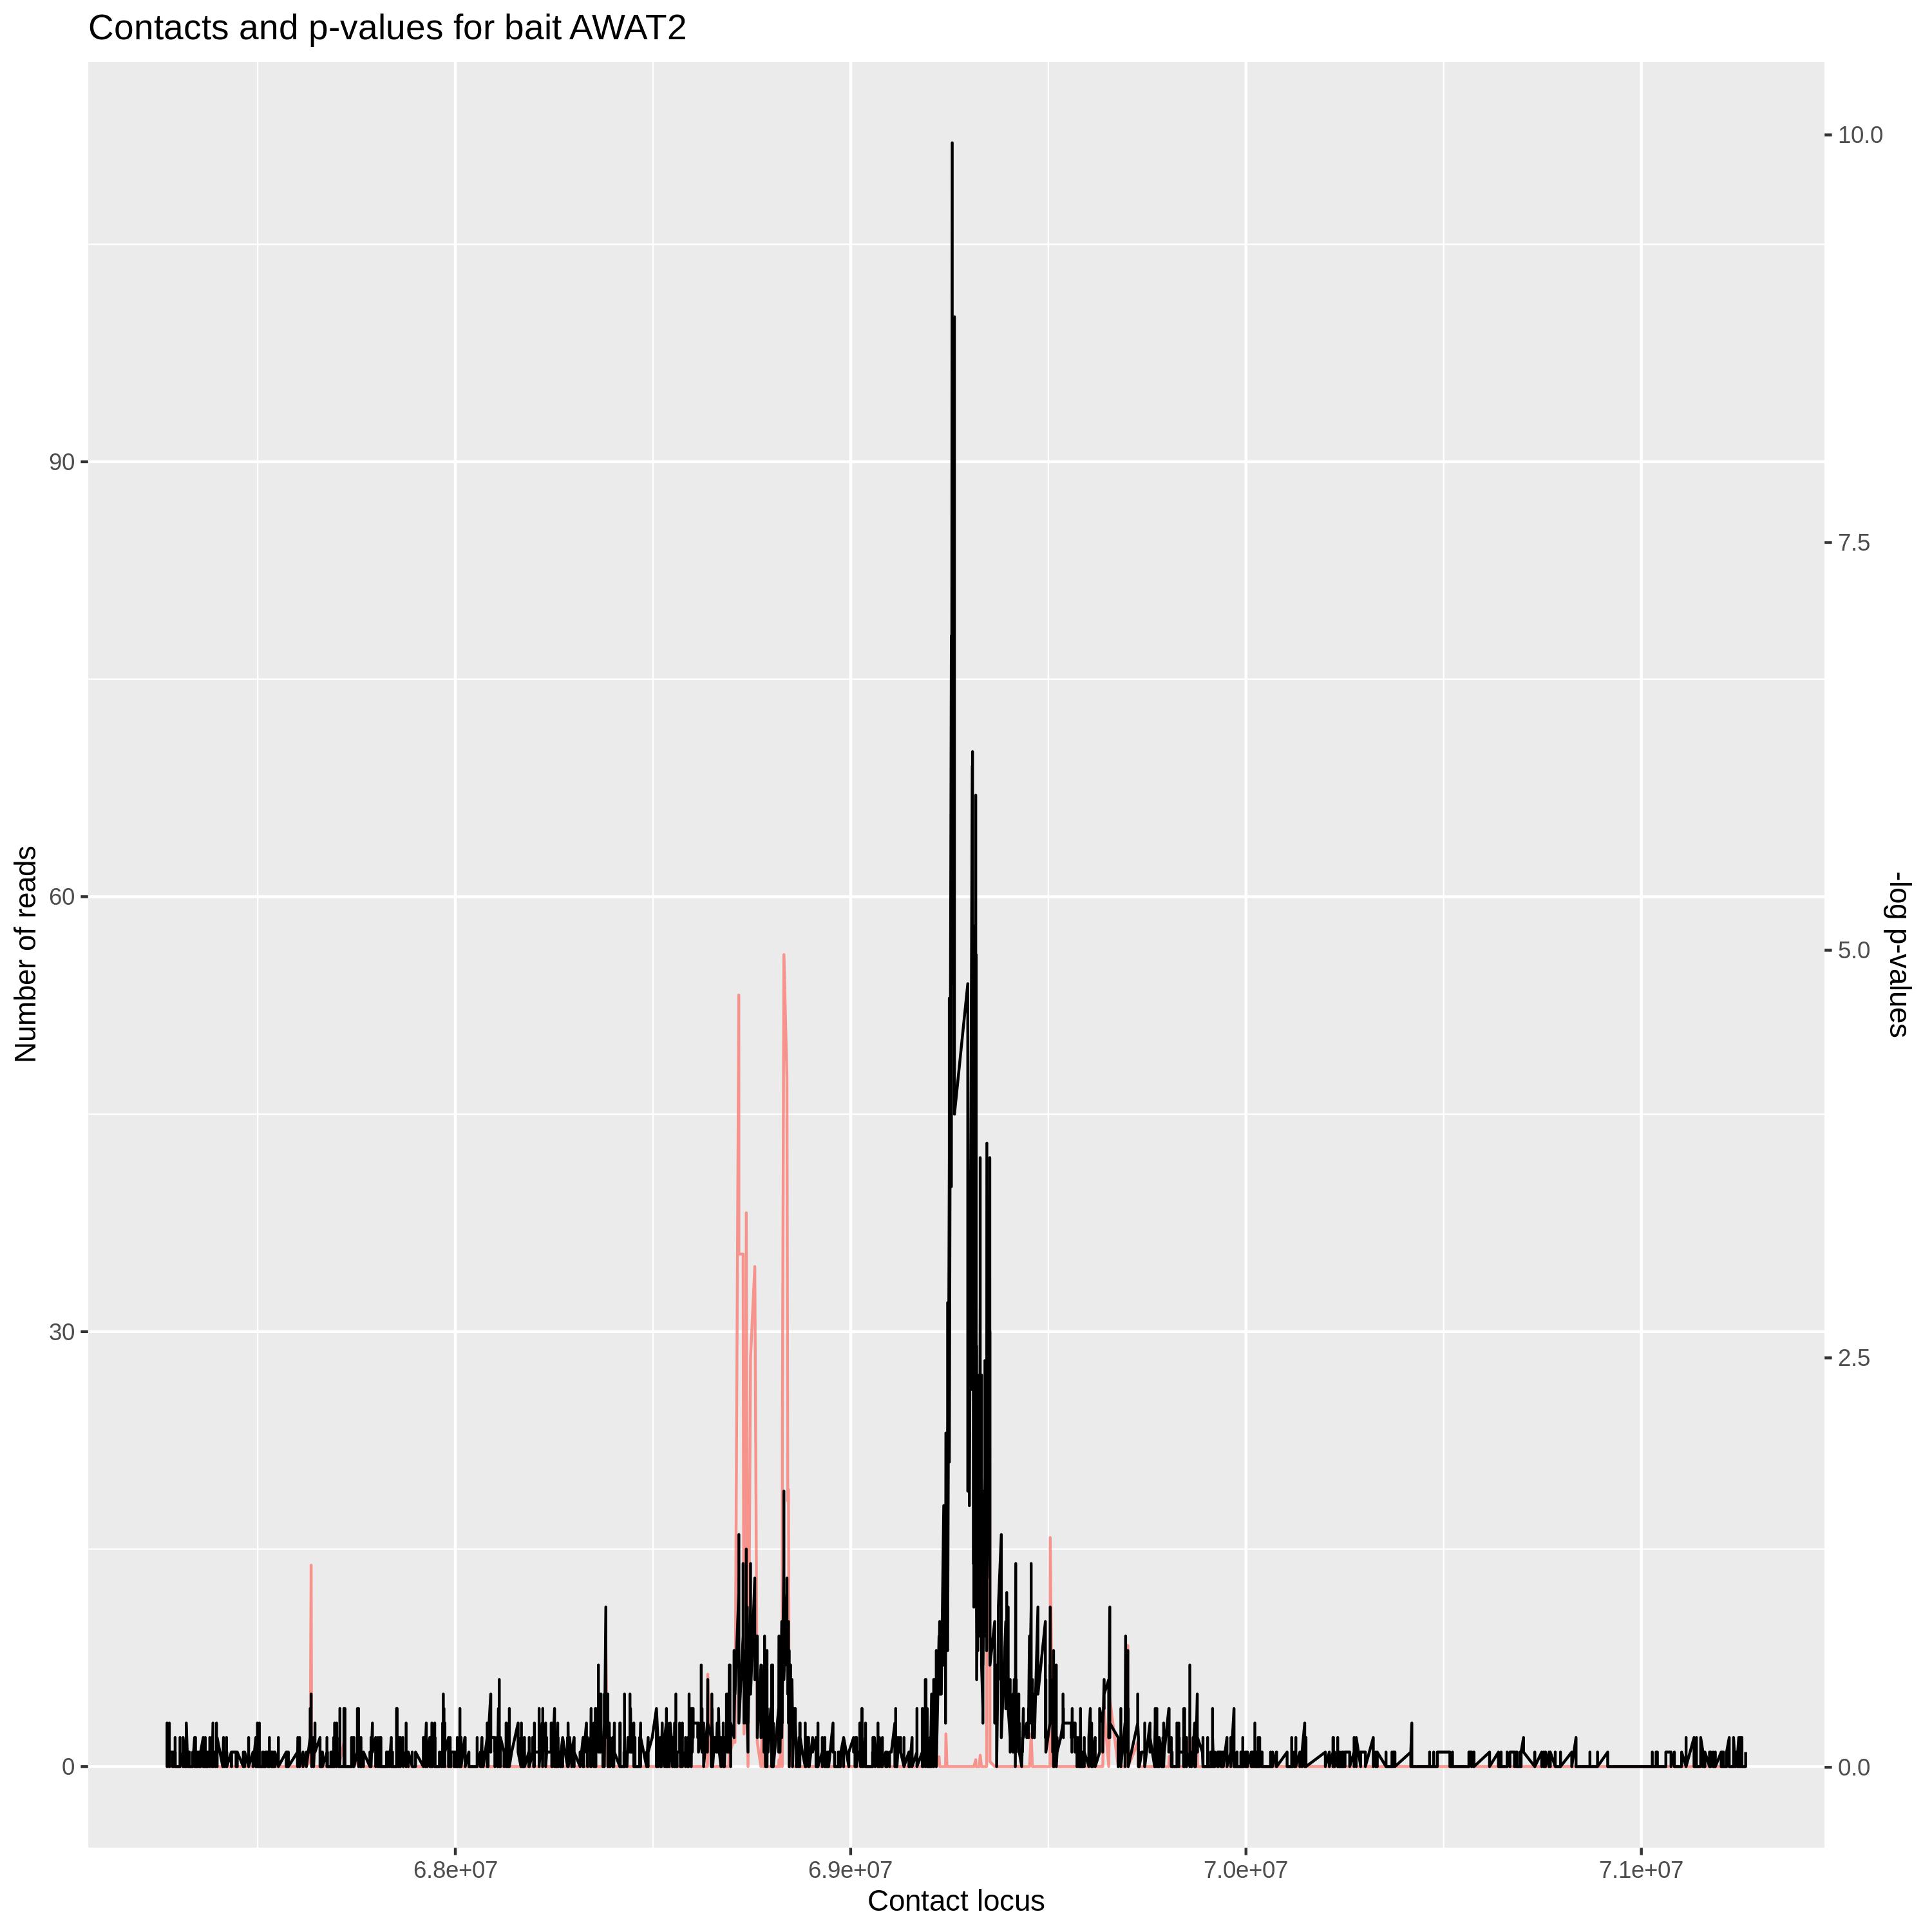 Contacts and p-values for bait AWAT2
10.0
90
7.5
Number of reads
60
-log p-values
5.0
30
2.5
0
0.0
6.8e+07
6.9e+07
7.0e+07
7.1e+07
Contact locus